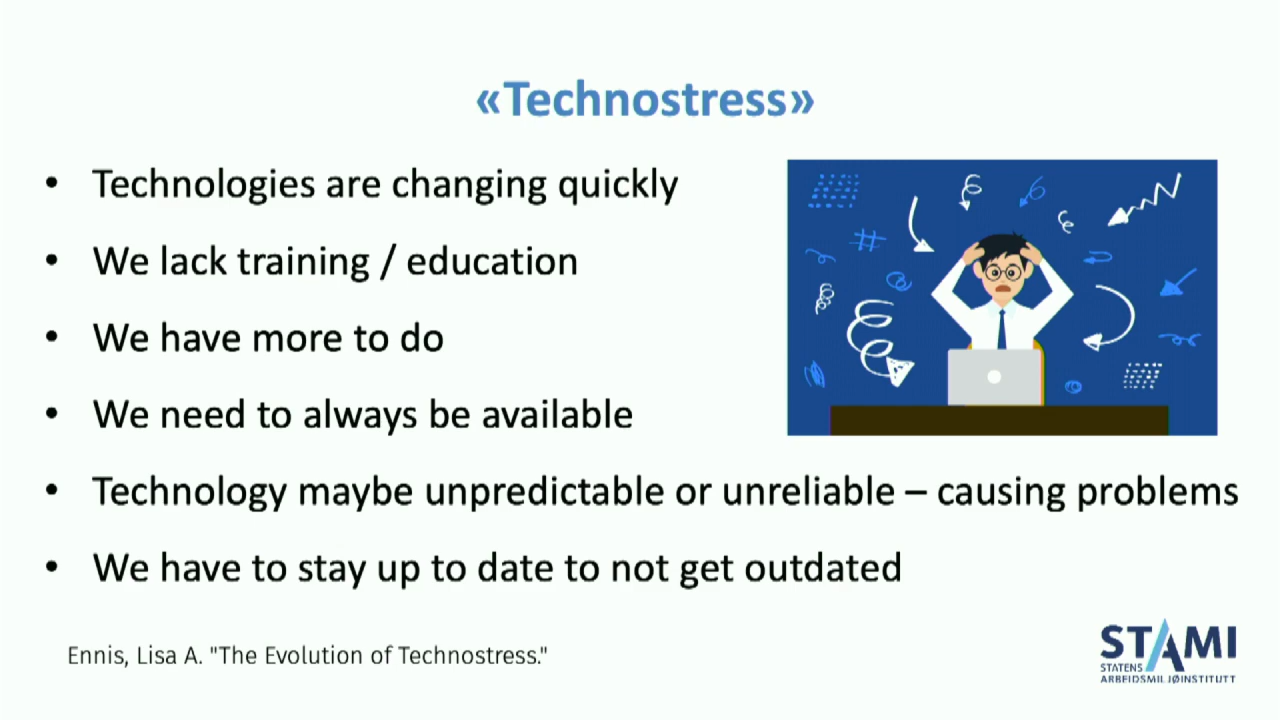 «Technostress»
• Technologies are changing quickly
• We lack training / education
• We have more to do
• We need to always be available
• Technology maybe unpredictable or unreliable – causing problems
• We have to stay up to date to not get outdated
Ennis, Lisa A. "The Evolution of Technostress."
STAMI
STATENS
ARBEIDSMILJØINSTITUTT